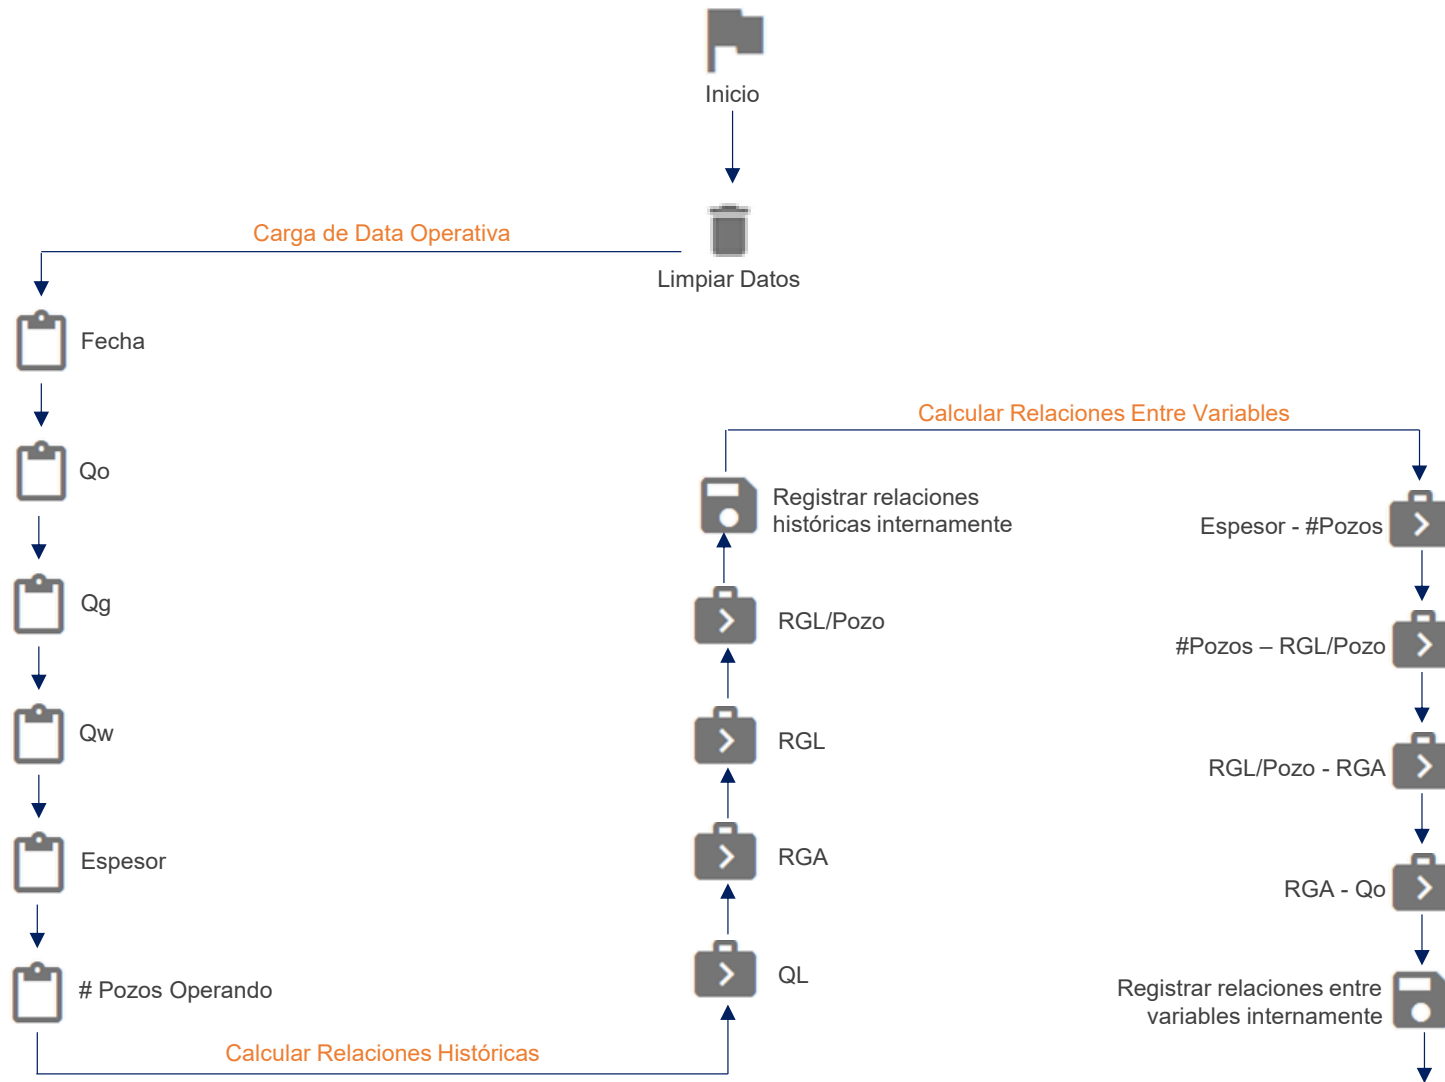 Inicio
Limpiar Datos
Carga de Data Operativa
Fecha
Qo
Qg
Qw
Espesor
# Pozos Operando
Calcular Relaciones Históricas
QL
RGA
RGL
RGL/Pozo
Registrar relaciones
históricas internamente
Calcular Relaciones Entre Variables
Espesor - #Pozos
#Pozos – RGL/Pozo
RGL/Pozo - RGA
RGA - Qo
Registrar relaciones entre
variables internamente